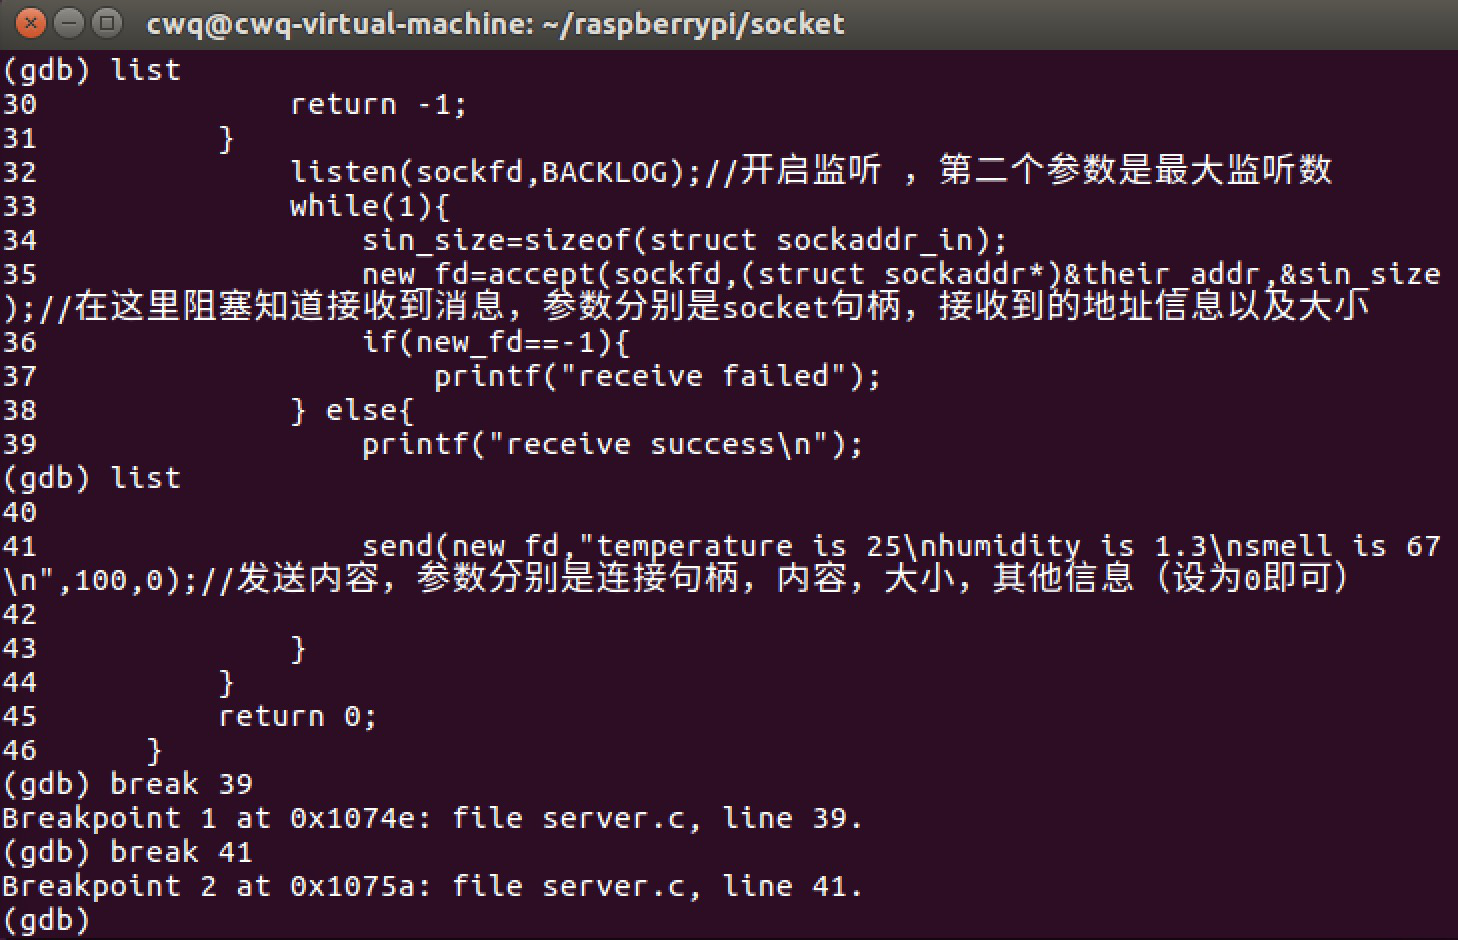 cwq@cwq-virtual-machine: ~/raspberrypi/socket
(gdb) list
30              return -1;
31          }
32              listen(sockfd,BACKLOG);//开启监听 ，第二个参数是最大监听数
33              while(1){
34                  sin_size=sizeof(struct sockaddr_in);
35                  new_fd=accept(sockfd,(struct sockaddr*)&their_addr,&sin_size
);//在这里阻塞知道接收到消息，参数分别是socket句柄，接收到的地址信息以及大小
36                  if(new_fd==-1){
37                      printf("receive failed");
38              } else{
39                  printf("receive success\n");
(gdb) list
40
41                  send(new_fd,"temperature is 25\nhumidity is 1.3\nsmell is 67
\n",100,0);//发送内容，参数分别是连接句柄，内容，大小，其他信息（设为0即可）
42
43              }
44          }
45          return 0;
46      }
(gdb) break 39
Breakpoint 1 at 0x1074e: file server.c, line 39.
(gdb) break 41
Breakpoint 2 at 0x1075a: file server.c, line 41.
(gdb)